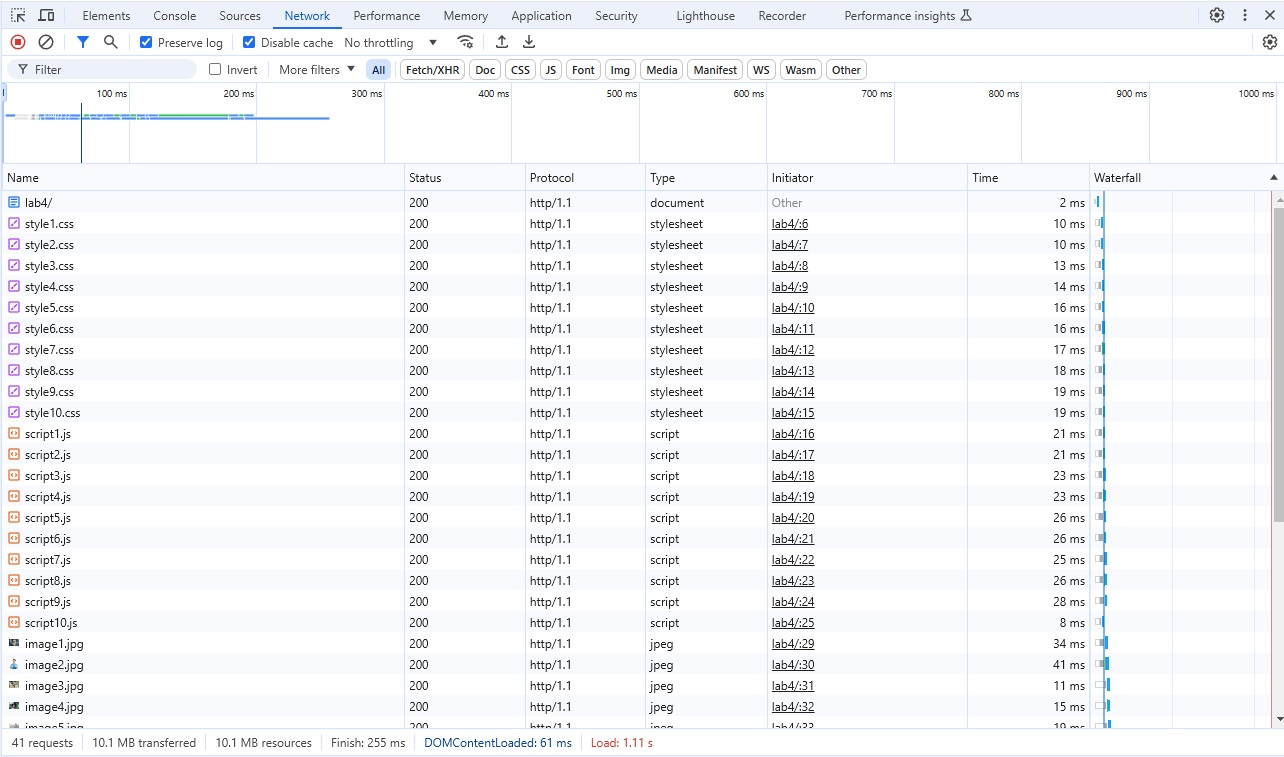 Elements Console Sources Network Performance Memory Application Security Lighthouse Recorder Performance insights
Preserve log Disable cache No throttling
Filter Invert More filters All Fetch/XHR Doc CSS JS Font Img Media Manifest WS Wasm Other
100 ms 200 ms 300 ms 400 ms 500 ms 600 ms 700 ms 800 ms 900 ms 1000 ms
Name Status Protocol Type Initiator Time Waterfall
lab4/ 200 http/1.1 document Other 2 ms
style1.css 200 http/1.1 stylesheet lab4/:6 10 ms
style2.css 200 http/1.1 stylesheet lab4/:7 10 ms
style3.css 200 http/1.1 stylesheet lab4/:8 13 ms
style4.css 200 http/1.1 stylesheet lab4/:9 14 ms
style5.css 200 http/1.1 stylesheet lab4/:10 16 ms
style6.css 200 http/1.1 stylesheet lab4/:11 16 ms
style7.css 200 http/1.1 stylesheet lab4/:12 17 ms
style8.css 200 http/1.1 stylesheet lab4/:13 18 ms
style9.css 200 http/1.1 stylesheet lab4/:14 19 ms
style10.css 200 http/1.1 stylesheet lab4/:15 19 ms
script1.js 200 http/1.1 script lab4/:16 21 ms
script2.js 200 http/1.1 script lab4/:17 21 ms
script3.js 200 http/1.1 script lab4/:18 23 ms
script4.js 200 http/1.1 script lab4/:19 23 ms
script5.js 200 http/1.1 script lab4/:20 26 ms
script6.js 200 http/1.1 script lab4/:21 26 ms
script7.js 200 http/1.1 script lab4/:22 25 ms
script8.js 200 http/1.1 script lab4/:23 26 ms
script9.js 200 http/1.1 script lab4/:24 28 ms
script10.js 200 http/1.1 script lab4/:25 8 ms
image1.jpg 200 http/1.1 jpeg lab4/:29 34 ms
image2.jpg 200 http/1.1 jpeg lab4/:30 41 ms
image3.jpg 200 http/1.1 jpeg lab4/:31 11 ms
image4.jpg 200 http/1.1 jpeg lab4/:32 15 ms
image5.jpg 200 http/1.1 jpeg lab4/:33 19 ms
41 requests 10.1 MB transferred 10.1 MB resources Finish: 255 ms DOMContentLoaded: 61 ms Load: 1.11 s